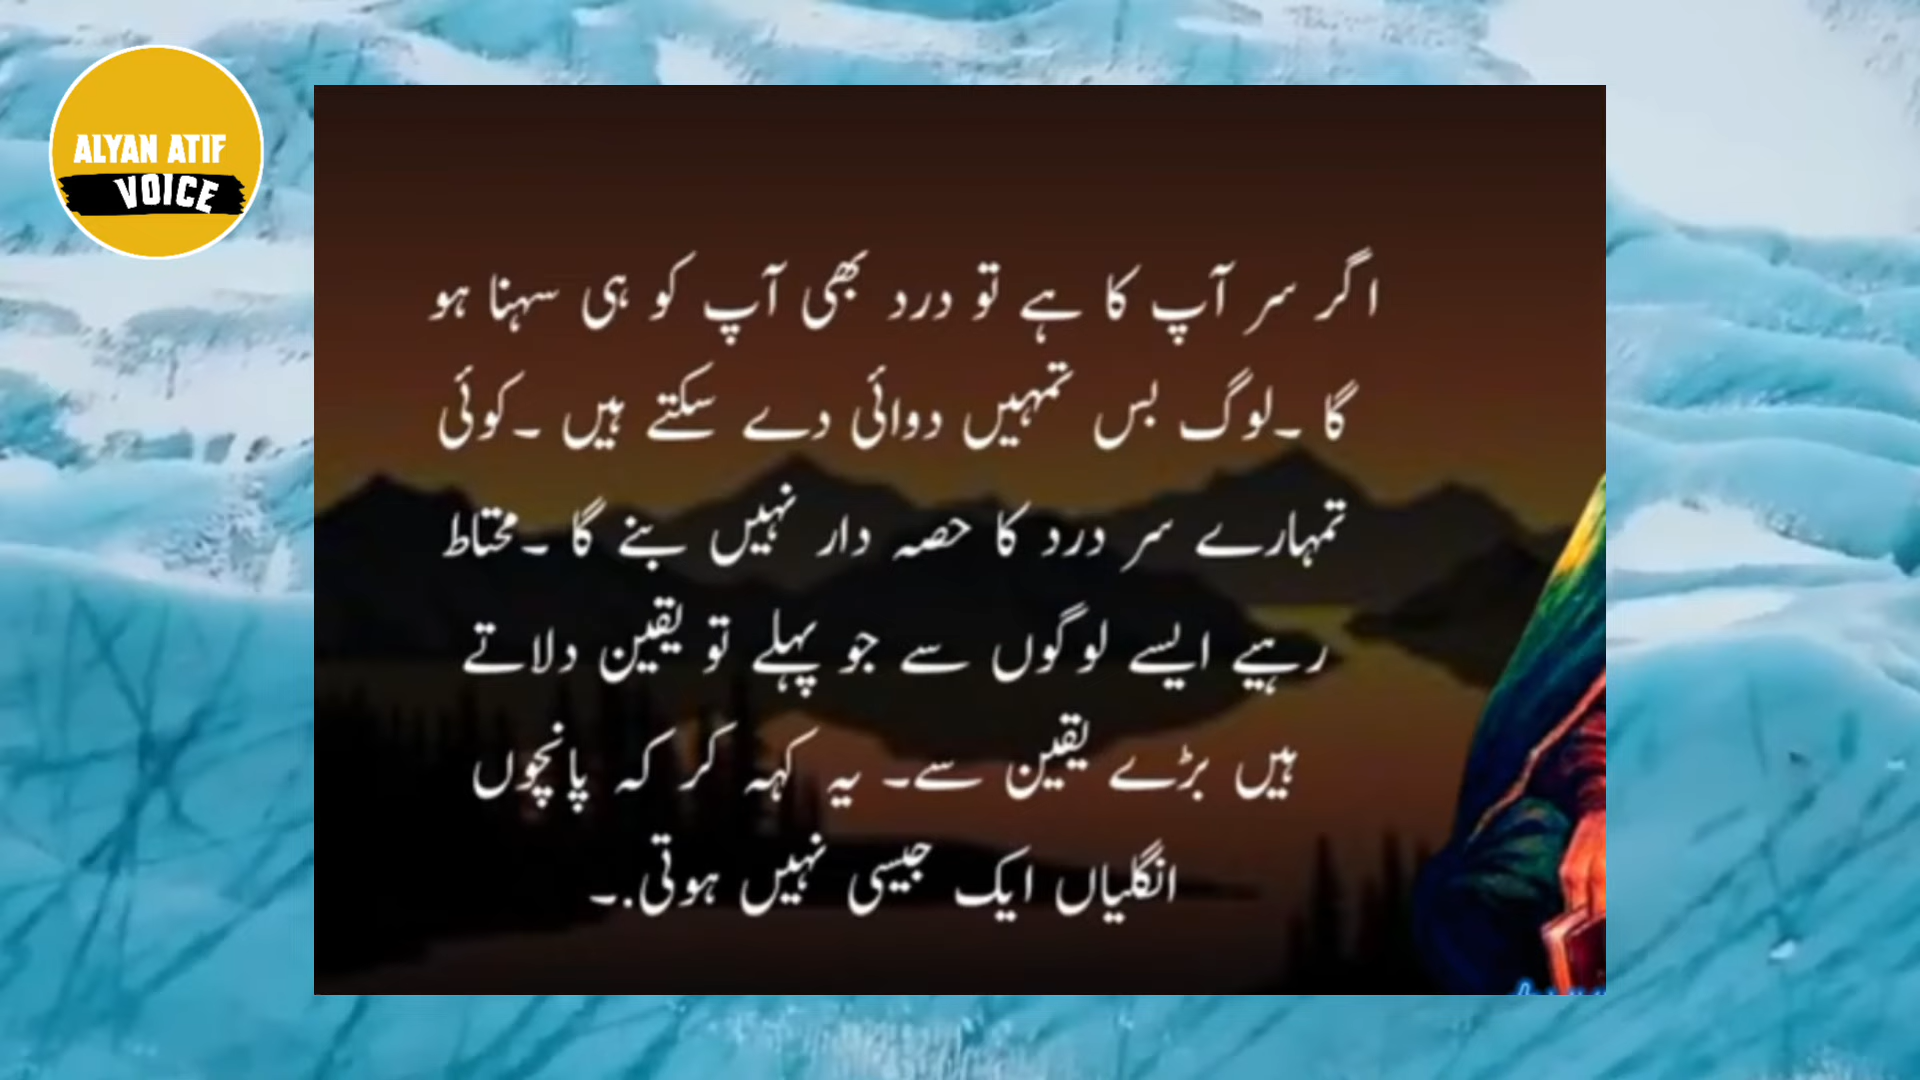 ALYAN ATIF
VOICE
اگر سر آپ کا ہے تو درد بھی آپ کو ہی سہنا ہو
گا ۔لوگ بس تمہیں دوائی دے سکتے ہیں ۔کوئی
تمہارے سر درد کا حصہ دار نہیں بنے گا ۔محتاط
رہیے ایسے لوگوں سے جو پہلے تو یقین دلاتے
ہیں بڑے یقین سے۔ یہ کہہ کر کہ پانچوں
انگلیاں ایک جیسی نہیں ہوتی.۔